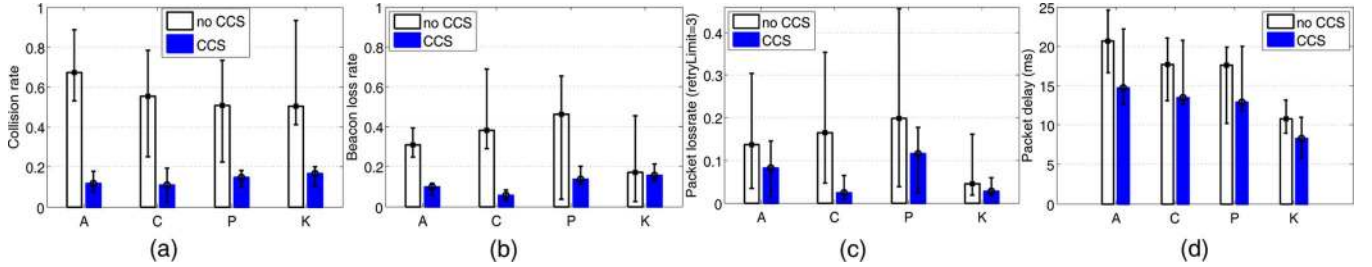 Collision rate
1
0.8
0.6
0.4
0.2
0
no CCS
CCS
A C P K
(a)
Beacon loss rate
1
0.8
0.6
0.4
0.2
0
no CCS
CCS
A C P K
(b)
Packet lossrate (retryLimit=3)
0.4
0.3
0.2
0.1
0
no CCS
CCS
A C P K
(c)
Packet delay (ms)
25
20
15
10
5
0
no CCS
CCS
A C P K
(d)